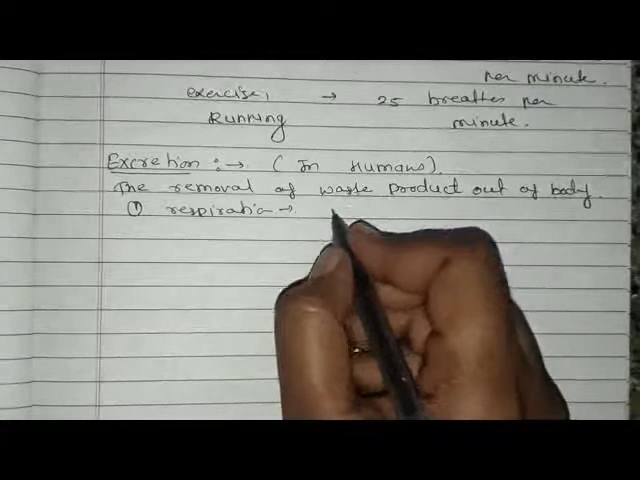 per minute.
exercise, → 25 breathes per
Running minute.
Excretion :→. (In Humans).
The removal of waste product out of body.
① respiration →